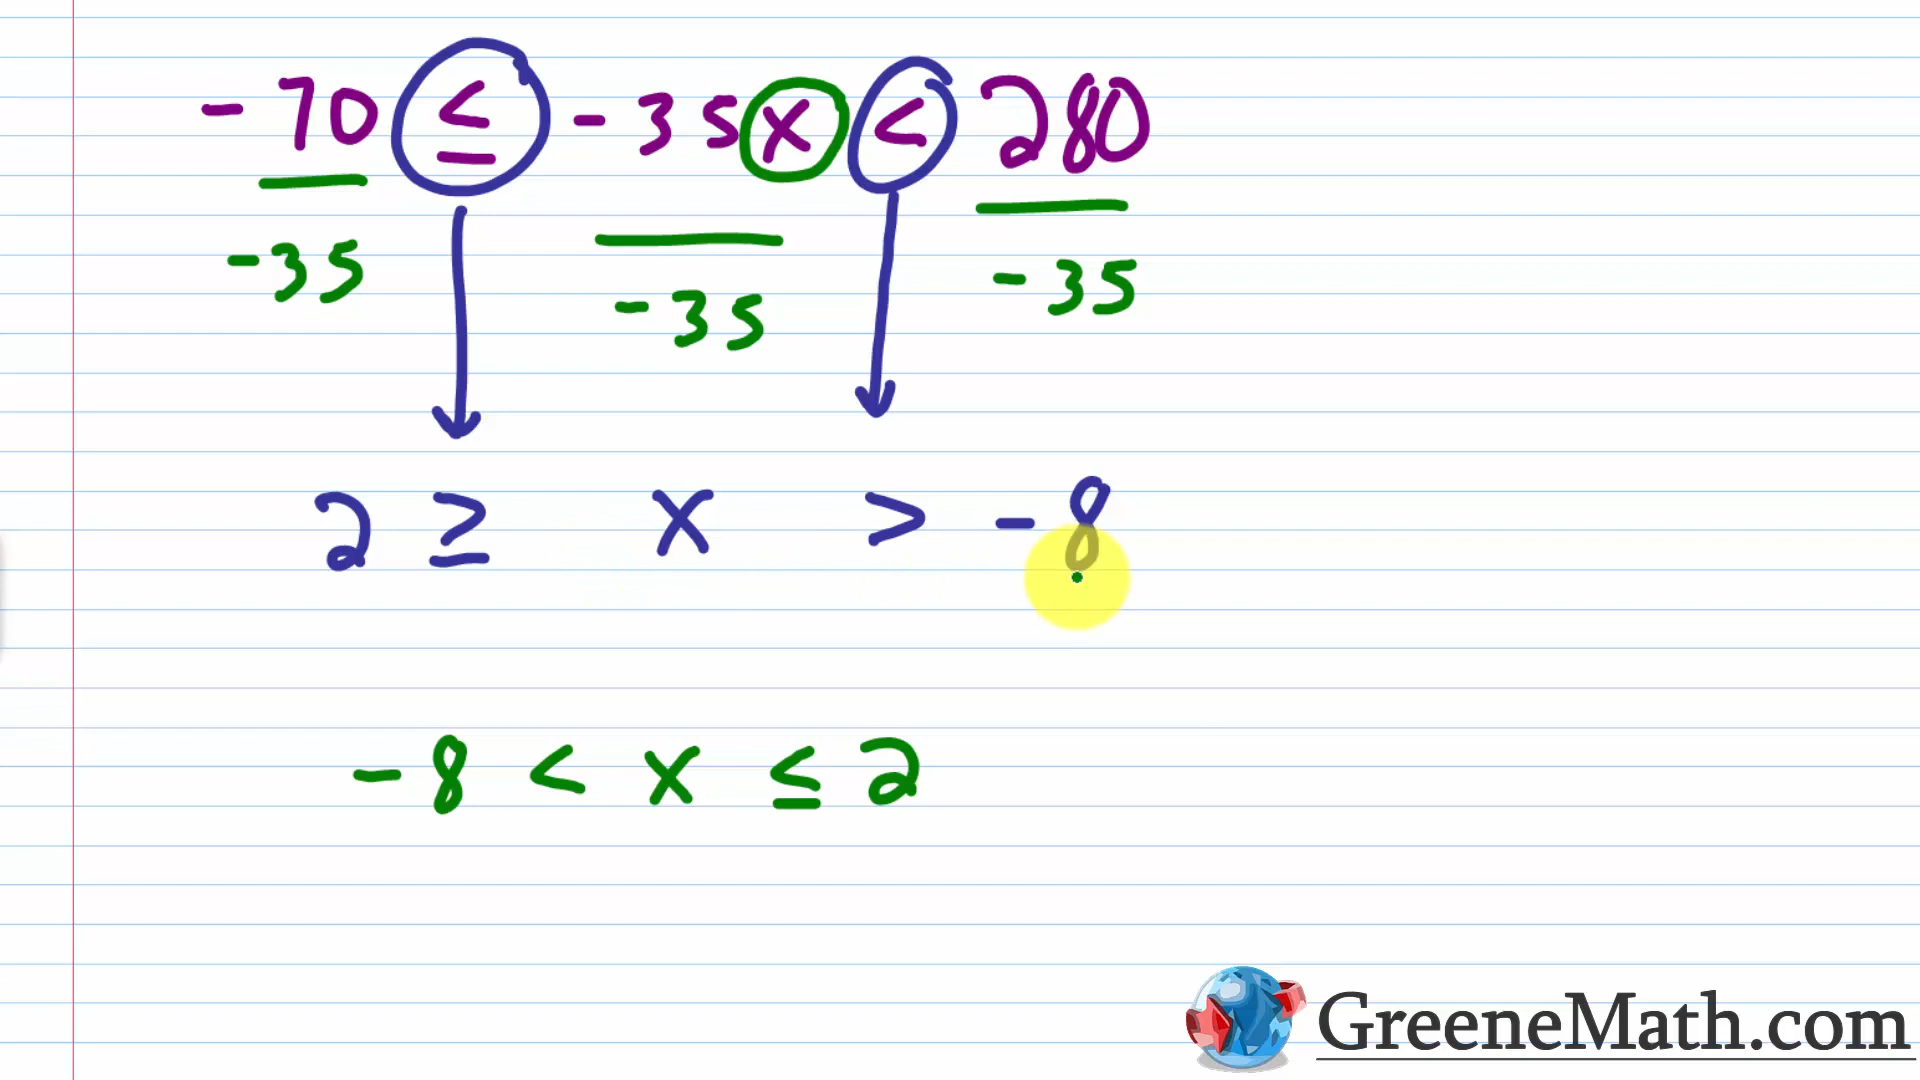 -70 ≤ -35x < 280
-35 -35 -35
2 ≥ x > -8
-8 < x ≤ 2
GreeneMath.com